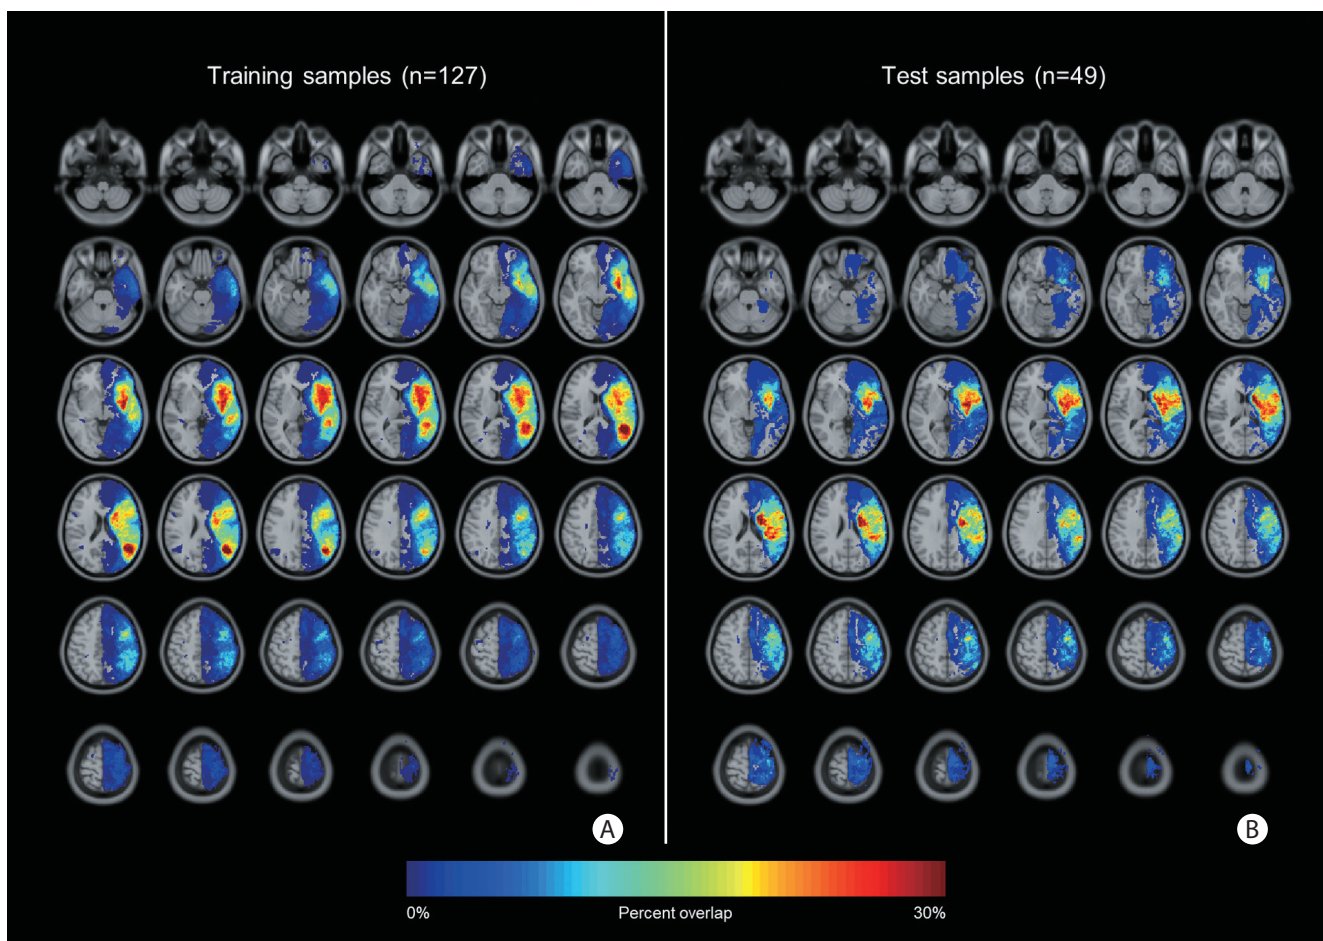 Training samples (n=127)
Test samples (n=49)
A
B
0%
Percent overlap
30%